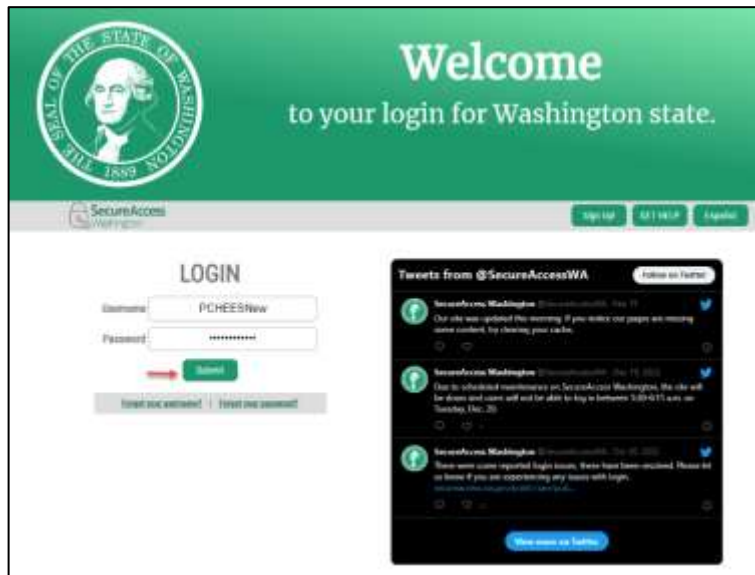 THE SEAL OF THE STATE OF WASHINGTON
1889
Welcome
to your login for Washington state.
SecureAccess
Washington
Sign Up!
GET HELP
Español
LOGIN
Username
PCHEESNew
Password
••••••••••••
Submit
Forgot your username? | Forgot your password?
Tweets from @SecureAccessWA
Follow on Twitter
SecureAccess Washington
Our site was updated this morning. If you notice our pages are missing
some content, try clearing your cache.
SecureAccess Washington
Due to scheduled maintenance on SecureAccess Washington, the site will
be down and users will not be able to log in between
Tuesday, Dec. 20.
SecureAccess Washington
There were some reported login issues, these have been resolved. Please let
us know if you are experiencing any issues with login.
View more on Twitter